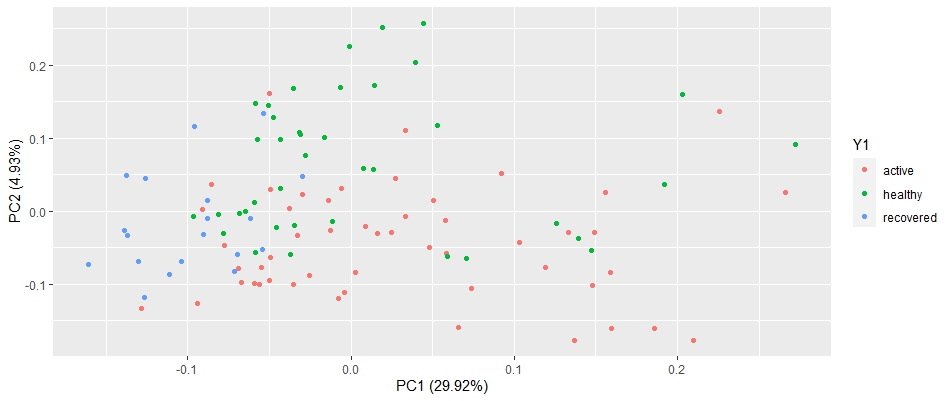 0.2
0.1
0.0
-0.1
PC2 (4.93%)
-0.1 0.0 0.1 0.2
PC1 (29.92%)
Y1
active
healthy
recovered